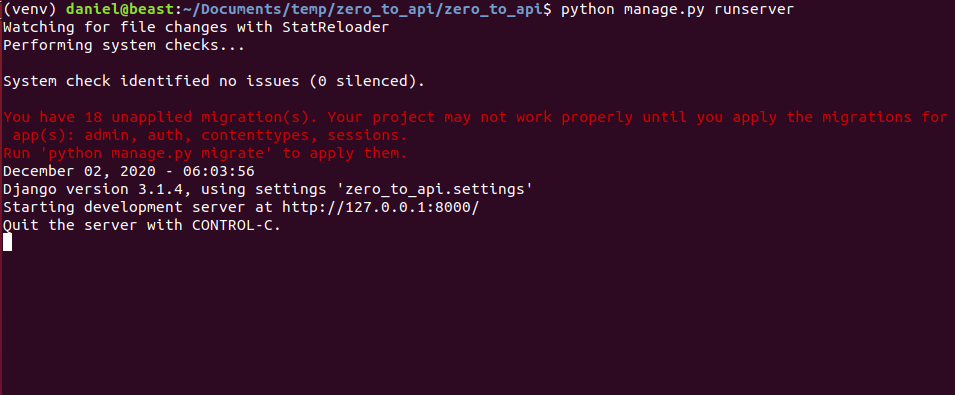 (venv) daniel@beast:~/Documents/temp/zero_to_api/zero_to_api$ python manage.py runserver
Watching for file changes with StatReloader
Performing system checks...
System check identified no issues (0 silenced).
You have 18 unapplied migration(s). Your project may not work properly until you apply the migrations for
app(s): admin, auth, contenttypes, sessions.
Run 'python manage.py migrate' to apply them.
December 02, 2020 - 06:03:56
Django version 3.1.4, using settings 'zero_to_api.settings'
Starting development server at http://127.0.0.1:8000/
Quit the server with CONTROL-C.